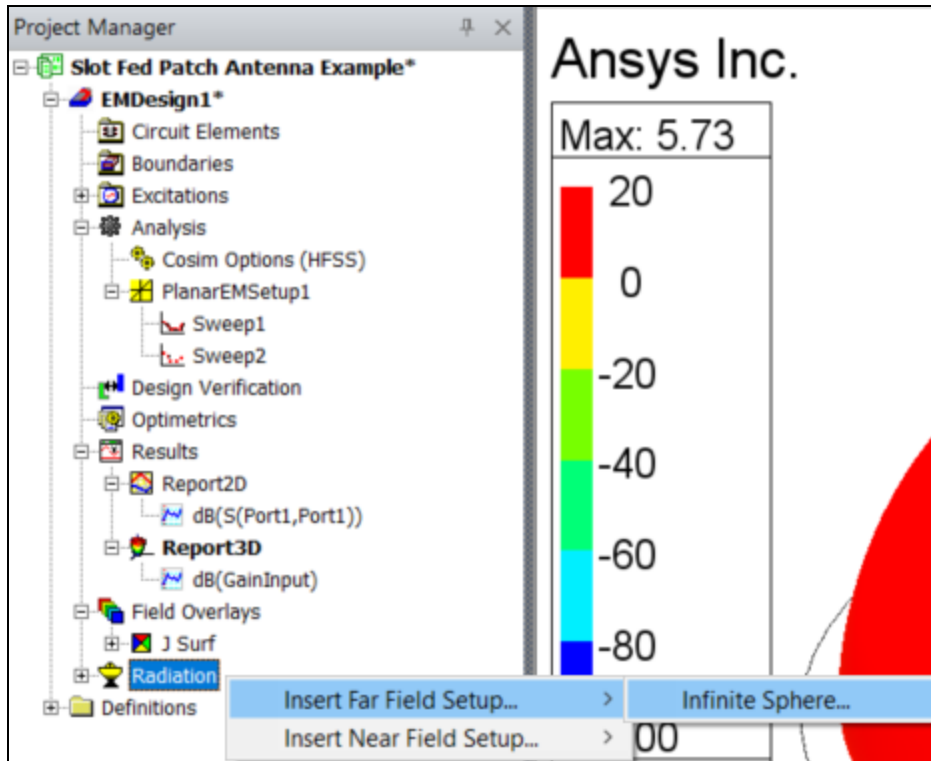 Project Manager
Slot Fed Patch Antenna Example*
EMDesign1*
Circuit Elements
Boundaries
Excitations
Analysis
Cosim Options (HFSS)
PlanarEMSetup1
Sweep1
Sweep2
Design Verification
Optimetrics
Results
Report2D
dB(S(Port1,Port1))
Report3D
dB(GainInput)
Field Overlays
J Surf
Radiation
Definitions
Insert Far Field Setup...
Insert Near Field Setup...
Infinite Sphere...
Ansys Inc.
Max: 5.73
20
0
-20
-40
-60
-80
00